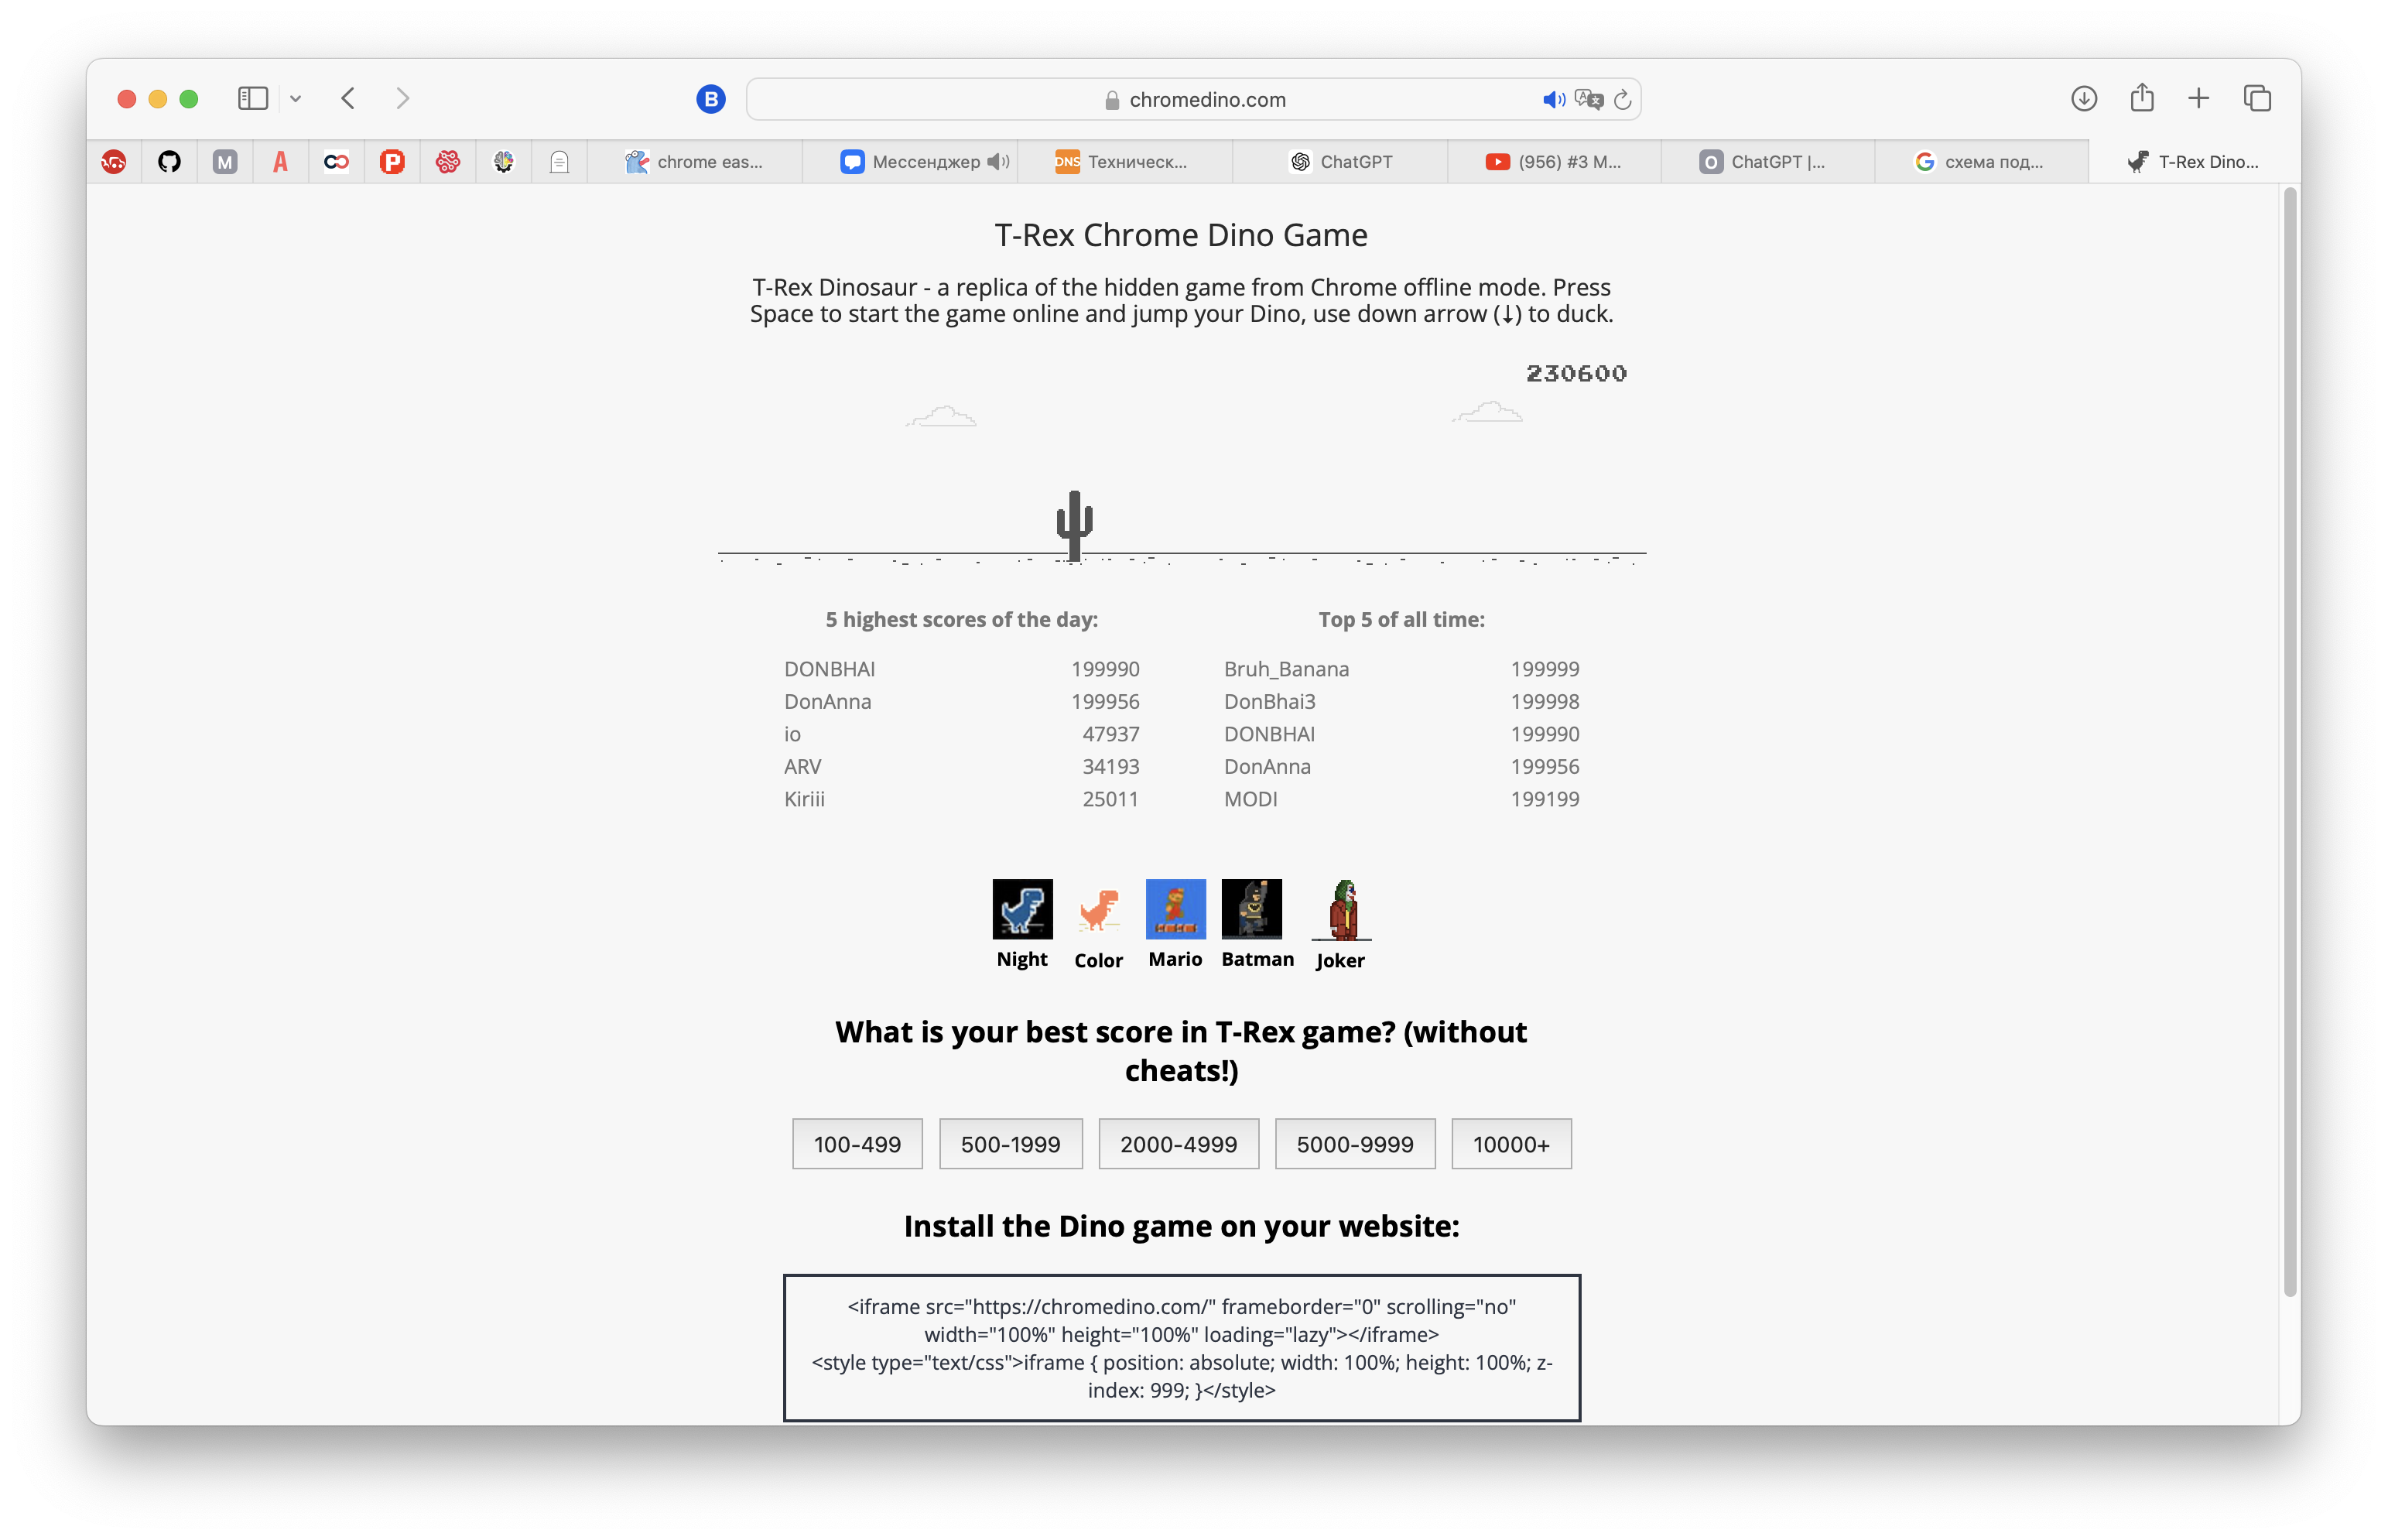 B
chromedino.com
M
A
P
chrome eas...
Мессенджер
DNS
Техническ...
ChatGPT
(956) #3 M...
O
ChatGPT |...
G
схема под...
T-Rex Dino...
T-Rex Chrome Dino Game
T-Rex Dinosaur - a replica of the hidden game from Chrome offline mode. Press
Space to start the game online and jump your Dino, use down arrow (↓) to duck.
230600
5 highest scores of the day:
DONBHAI 199990
DonAnna 199956
io 47937
ARV 34193
Kiriii 25011
Top 5 of all time:
Bruh_Banana 199999
DonBhai3 199998
DONBHAI 199990
DonAnna 199956
MODI 199199
Night
Color
Mario
Batman
Joker
What is your best score in T-Rex game? (without
cheats!)
100-499
500-1999
2000-4999
5000-9999
10000+
Install the Dino game on your website:
<iframe src="https://chromedino.com/" frameborder="0" scrolling="no"
width="100%" height="100%" loading="lazy"></iframe>
<style type="text/css">iframe { position: absolute; width: 100%; height: 100%; z-
index: 999; }</style>